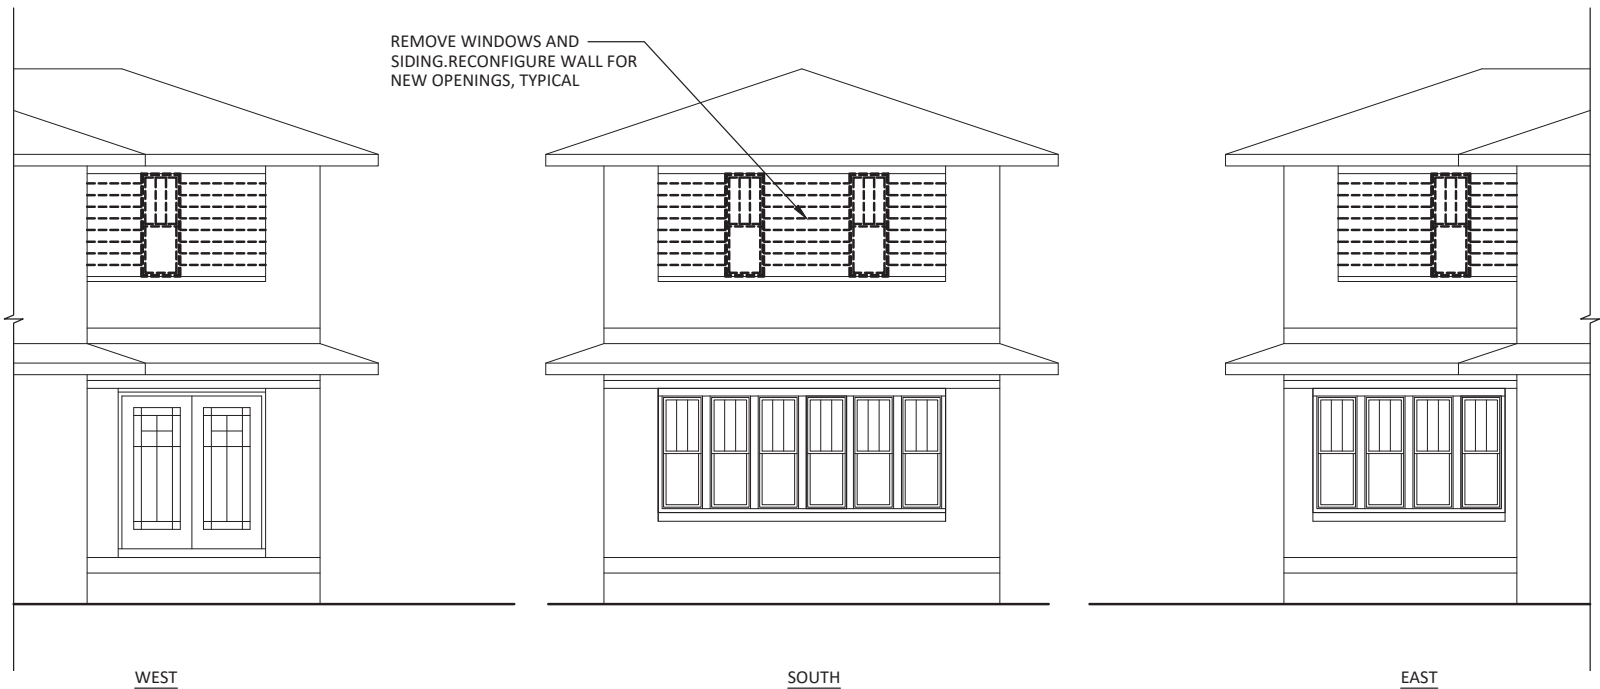 REMOVE WINDOWS AND
SIDING.RECONFIGURE WALL FOR
NEW OPENINGS, TYPICAL
WEST
SOUTH
EAST